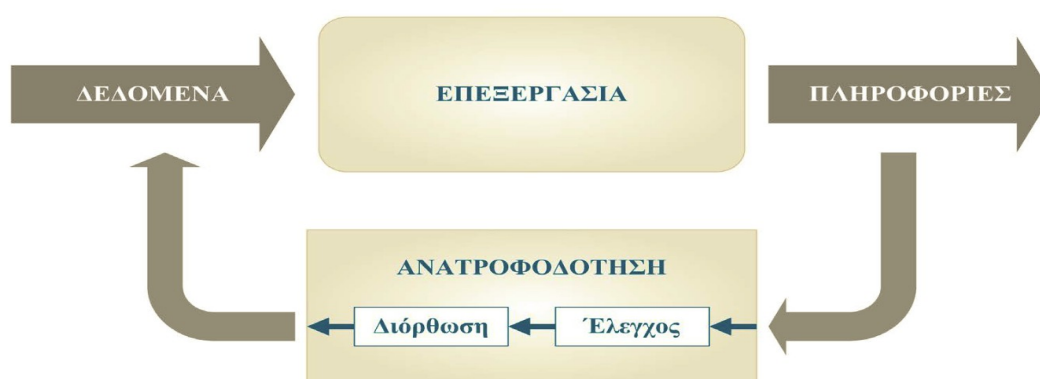 ΔΕΔΟΜΕΝΑ
ΕΠΕΞΕΡΓΑΣΙΑ
ΠΛΗΡΟΦΟΡΙΕΣ
ΑΝΑΤΡΟΦΟΔΟΤΗΣΗ
Διόρθωση
Έλεγχος